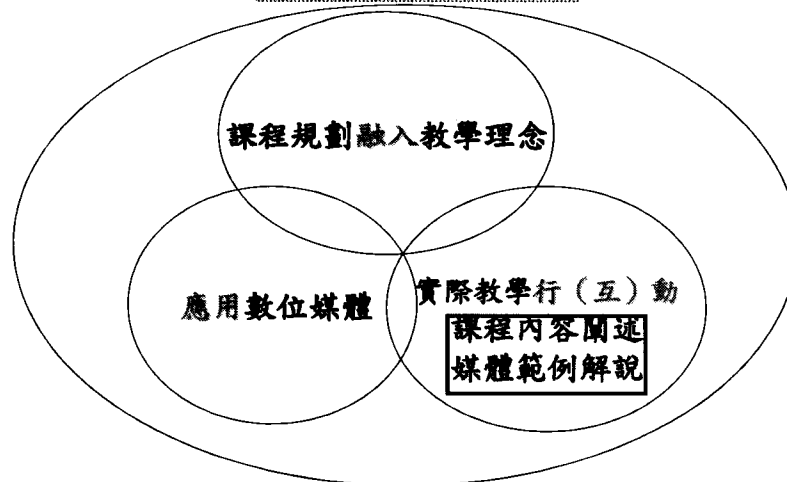 課程規劃融入教學理念
應用數位媒體
實際教學行（互）動
課程內容闡述
媒體範例解說